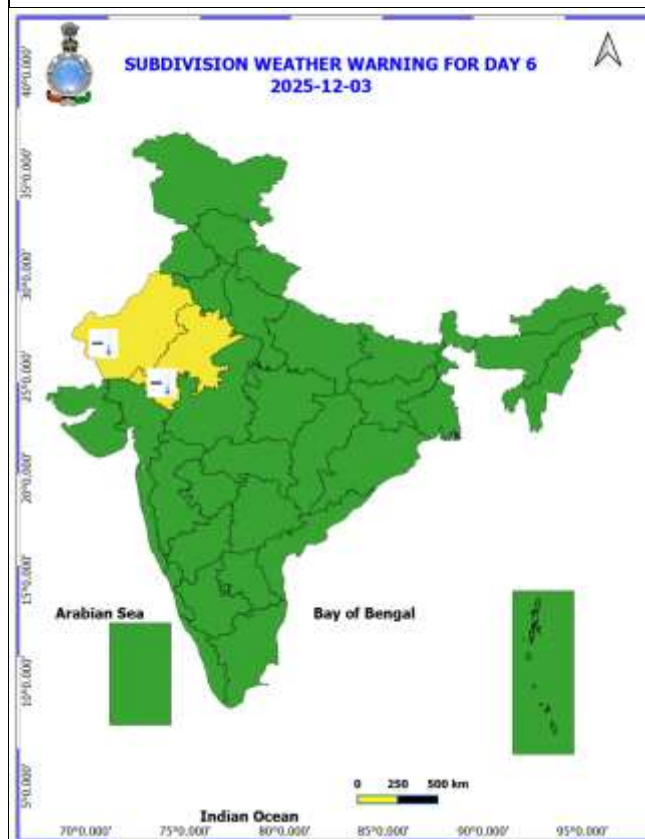 SUBDIVISION WEATHER WARNING FOR DAY 6
2025-12-03
40°0.000'
35°0.000'
30°0.000'
25°0.000'
20°0.000'
15°0.000'
10°0.000'
5°0.000'
Arabian Sea
Bay of Bengal
0 250 500 km
Indian Ocean
70°0.000' 75°0.000' 80°0.000' 85°0.000' 90°0.000' 95°0.000'